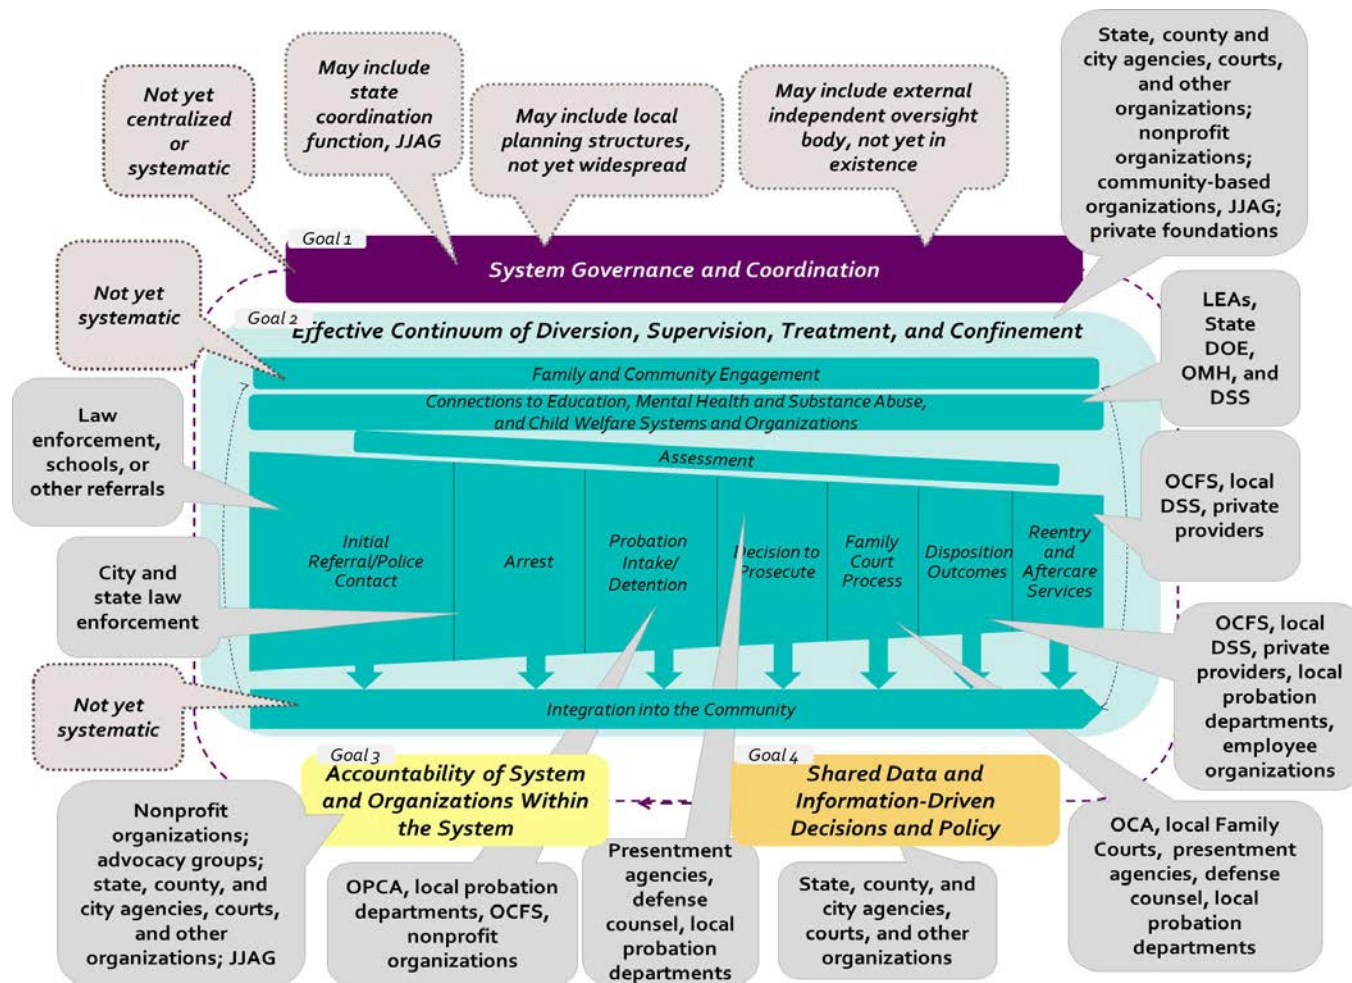 Not yet
centralized
or
systematic
May include
state
coordination
function, JJAG
May include local
planning structures,
not yet widespread
May include external
independent oversight
body, not yet in
existence
State, county and
city agencies, courts,
and other
organizations;
nonprofit
organizations;
community-based
organizations, JJAG;
private foundations
Goal 1
System Governance and Coordination
Not yet
systematic
Goal 2
Effective Continuum of Diversion, Supervision, Treatment, and Confinement
LEAs,
State
DOE,
OMH, and
DSS
Family and Community Engagement
Connections to Education, Mental Health and Substance Abuse,
and Child Welfare Systems and Organizations
Assessment
Law
enforcement,
schools, or
other referrals
OCFS, local
DSS, private
providers
Initial
Referral/Police
Contact
Arrest
Probation
Intake/
Detention
Decision to
Prosecute
Family
Court
Process
Disposition
Outcomes
Reentry
and
Aftercare
Services
City and
state law
enforcement
OCFS, local
DSS, private
providers, local
probation
departments,
employee
organizations
Not yet
systematic
Integration into the Community
Goal 3
Accountability of System
and Organizations Within
the System
Goal 4
Shared Data and
Information-Driven
Decisions and Policy
Nonprofit
organizations;
advocacy groups;
state, county, and
city agencies, courts,
and other
organizations; JJAG
OPCA, local probation
departments, OCFS,
nonprofit
organizations
Presentment
agencies,
defense
counsel, local
probation
departments
State, county, and
city agencies,
courts, and other
organizations
OCA, local Family
Courts, presentment
agencies, defense
counsel, local
probation
departments